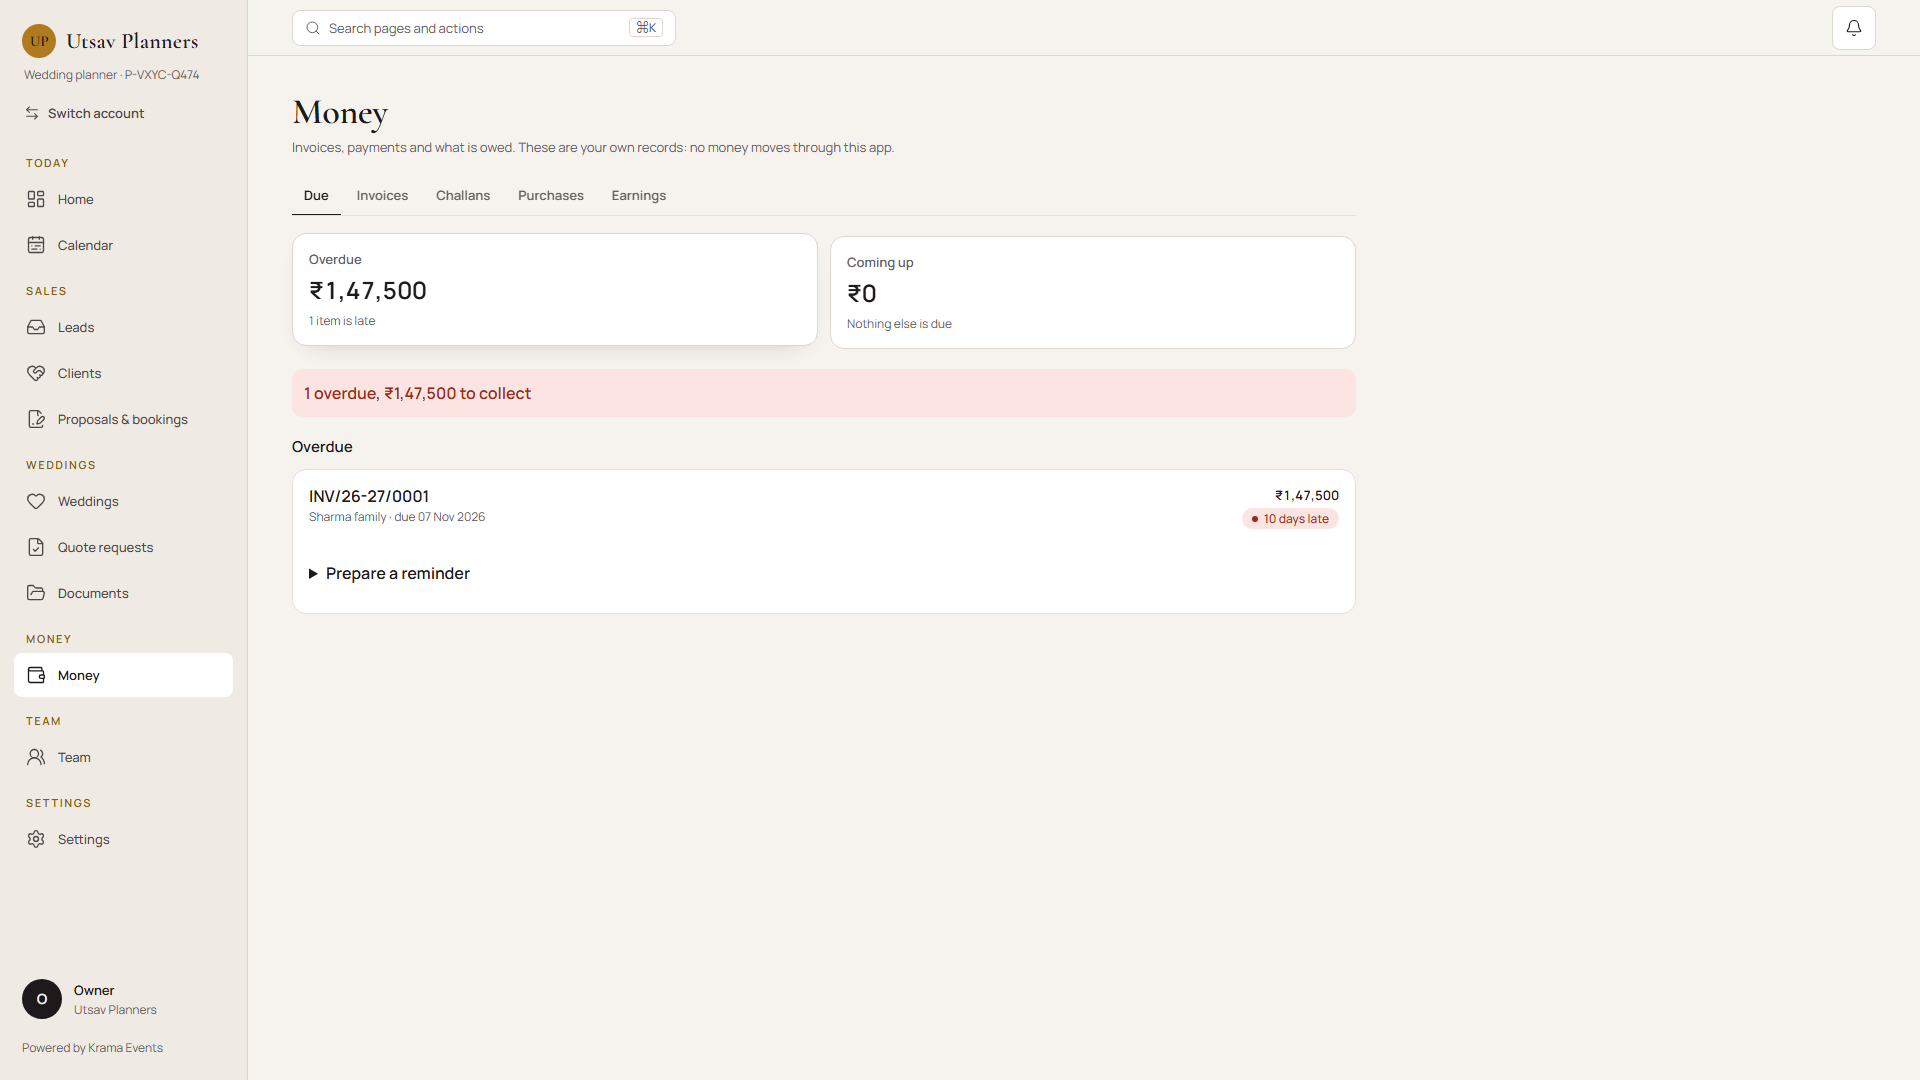 UP Utsav Planners
Wedding planner · P-VXYC-Q474
Switch account
TODAY
Home
Calendar
SALES
Leads
Clients
Proposals & bookings
WEDDINGS
Weddings
Quote requests
Documents
MONEY
Money
TEAM
Team
SETTINGS
Settings
O
Owner
Utsav Planners
Powered by Krama Events
Search pages and actions ⌘K
Money
Invoices, payments and what is owed. These are your own records: no money moves through this app.
Due Invoices Challans Purchases Earnings
Overdue
₹1,47,500
1 item is late
Coming up
₹0
Nothing else is due
1 overdue, ₹1,47,500 to collect
Overdue
INV/26-27/0001
Sharma family · due 07 Nov 2026
₹1,47,500
10 days late
Prepare a reminder